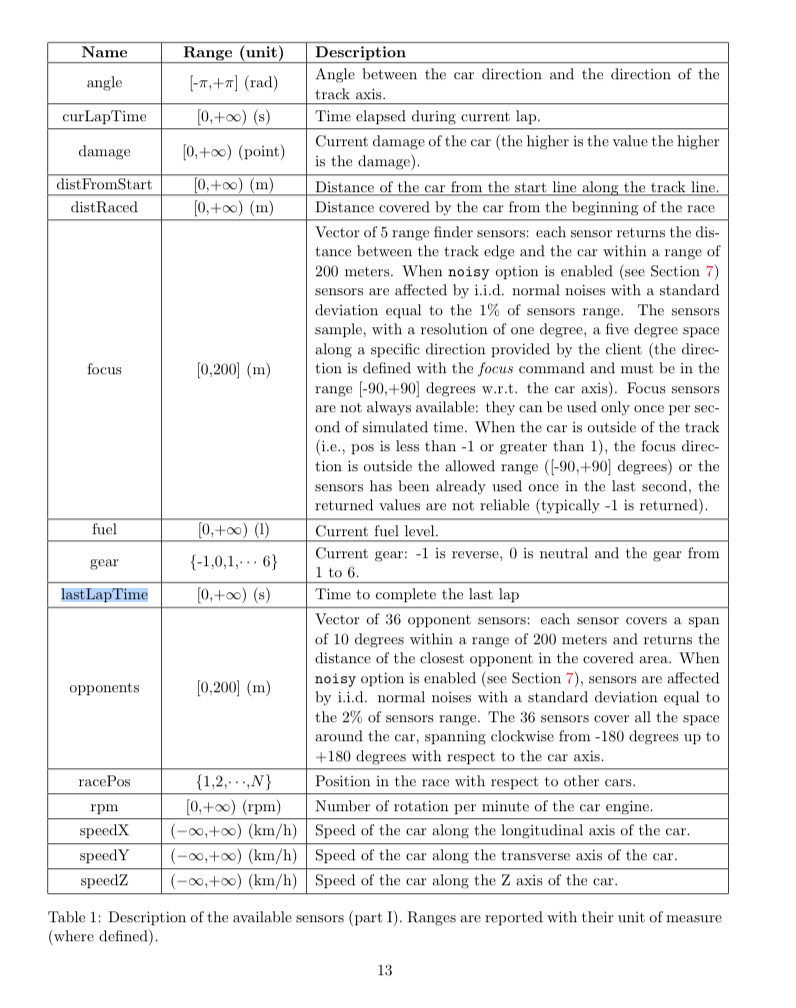 Name Range (unit) Description
angle [-π,+π] (rad) Angle between the car direction and the direction of the
track axis.
curLapTime [0,+∞) (s) Time elapsed during current lap.
damage [0,+∞) (point) Current damage of the car (the higher is the value the higher
is the damage).
distFromStart [0,+∞) (m) Distance of the car from the start line along the track line.
distRaced [0,+∞) (m) Distance covered by the car from the beginning of the race
focus [0,200] (m) Vector of 5 range finder sensors: each sensor returns the dis-
tance between the track edge and the car within a range of
200 meters. When noisy option is enabled (see Section 7)
sensors are affected by i.i.d. normal noises with a standard
deviation equal to the 1% of sensors range. The sensors
sample, with a resolution of one degree, a five degree space
along a specific direction provided by the client (the direc-
tion is defined with the focus command and must be in the
range [-90,+90] degrees w.r.t. the car axis). Focus sensors
are not always available: they can be used only once per sec-
ond of simulated time. When the car is outside of the track
(i.e., pos is less than -1 or greater than 1), the focus direc-
tion is outside the allowed range ([-90,+90] degrees) or the
sensors has been already used once in the last second, the
returned values are not reliable (typically -1 is returned).
fuel [0,+∞) (l) Current fuel level.
gear {-1,0,1,··· 6} Current gear: -1 is reverse, 0 is neutral and the gear from
1 to 6.
lastLapTime [0,+∞) (s) Time to complete the last lap
opponents [0,200] (m) Vector of 36 opponent sensors: each sensor covers a span
of 10 degrees within a range of 200 meters and returns the
distance of the closest opponent in the covered area. When
noisy option is enabled (see Section 7), sensors are affected
by i.i.d. normal noises with a standard deviation equal to
the 2% of sensors range. The 36 sensors cover all the space
around the car, spanning clockwise from -180 degrees up to
+180 degrees with respect to the car axis.
racePos {1,2,···,N} Position in the race with respect to other cars.
rpm [0,+∞) (rpm) Number of rotation per minute of the car engine.
speedX (−∞,+∞) (km/h) Speed of the car along the longitudinal axis of the car.
speedY (−∞,+∞) (km/h) Speed of the car along the transverse axis of the car.
speedZ (−∞,+∞) (km/h) Speed of the car along the Z axis of the car.
Table 1: Description of the available sensors (part I). Ranges are reported with their unit of measure
(where defined).
13